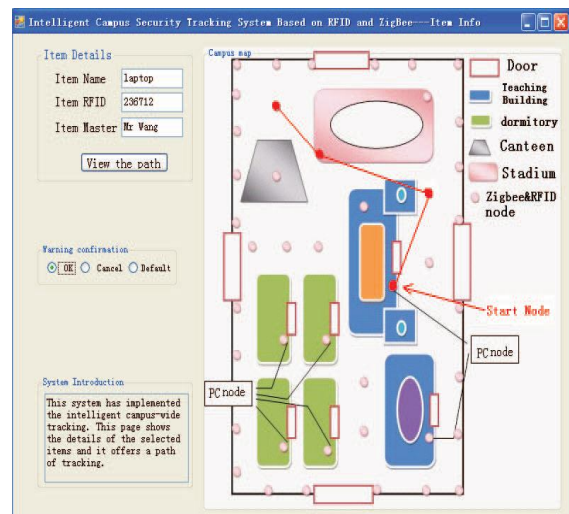 Intelligent Campus Security Tracking System Based on RFID and ZigBee---Item Info
Item Details
Item Name laptop
Item RFID 236712
Item Master Mr Wang
View the path
Warning confirmation
OK Cancel Default
System Introduction
This system has implemented
the intelligent campus-wide
tracking. This page shows
the details of the selected
items and it offers a path
of tracking.
Campus map
Door
Teaching
Building
dormitory
Canteen
Stadium
Zigbee&RFID
node
Start Node
PC node
PC node